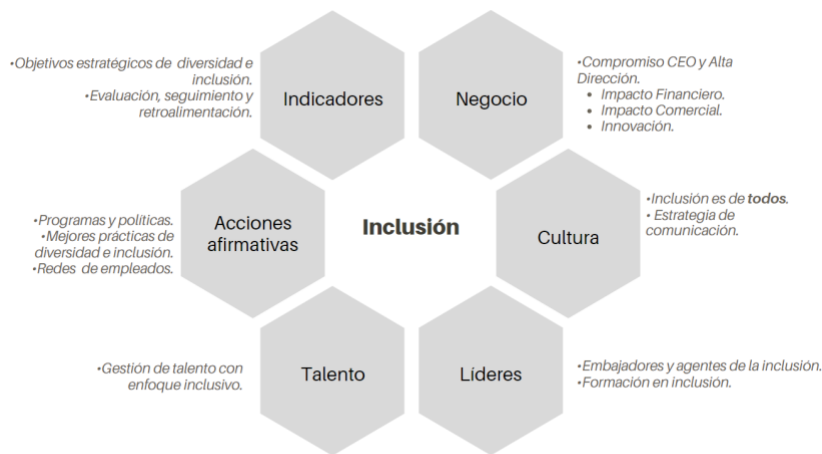 •Objetivos estratégicos de diversidad e
inclusión.
•Evaluación, seguimiento y
retroalimentación.
Indicadores
Negocio
•Compromiso CEO y Alta
Dirección.
• Impacto Financiero.
• Impacto Comercial.
• Innovación.
•Programas y políticas.
•Mejores prácticas de
diversidad e inclusión.
•Redes de empleados.
Acciones
afirmativas
Inclusión
Cultura
•Inclusión es de todos.
• Estrategia de
comunicación.
•Gestión de talento con
enfoque inclusivo.
Talento
Líderes
•Embajadores y agentes de la inclusión.
•Formación en inclusión.